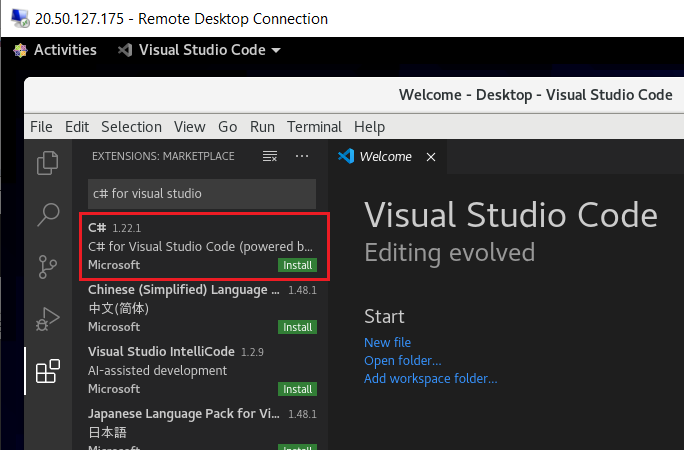 20.50.127.175 - Remote Desktop Connection
Activities Visual Studio Code
Welcome - Desktop - Visual Studio Code
File Edit Selection View Go Run Terminal Help
EXTENSIONS: MARKETPLACE
Welcome
c# for visual studio
C# 1.22.1
C# for Visual Studio Code (powered b...
Microsoft Install
Chinese (Simplified) Language ... 1.48.1
中文(简体)
Microsoft Install
Visual Studio IntelliCode 1.2.9
AI-assisted development
Microsoft Install
Japanese Language Pack for Vi... 1.48.1
日本語
Microsoft Install
Visual Studio Code
Editing evolved
Start
New file
Open folder...
Add workspace folder...